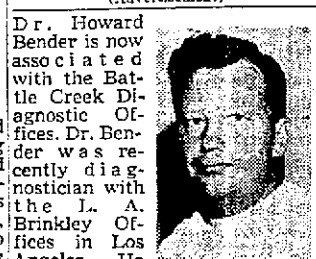 Dr. Howard
Bender is now
associated
with the Bat-
tle Creek Di-
agnostic Of-
fices. Dr. Ben-
der was re-
cently diag-
nostician with
the L. A.
Brinkley Of-
fices in Los
Angeles. He